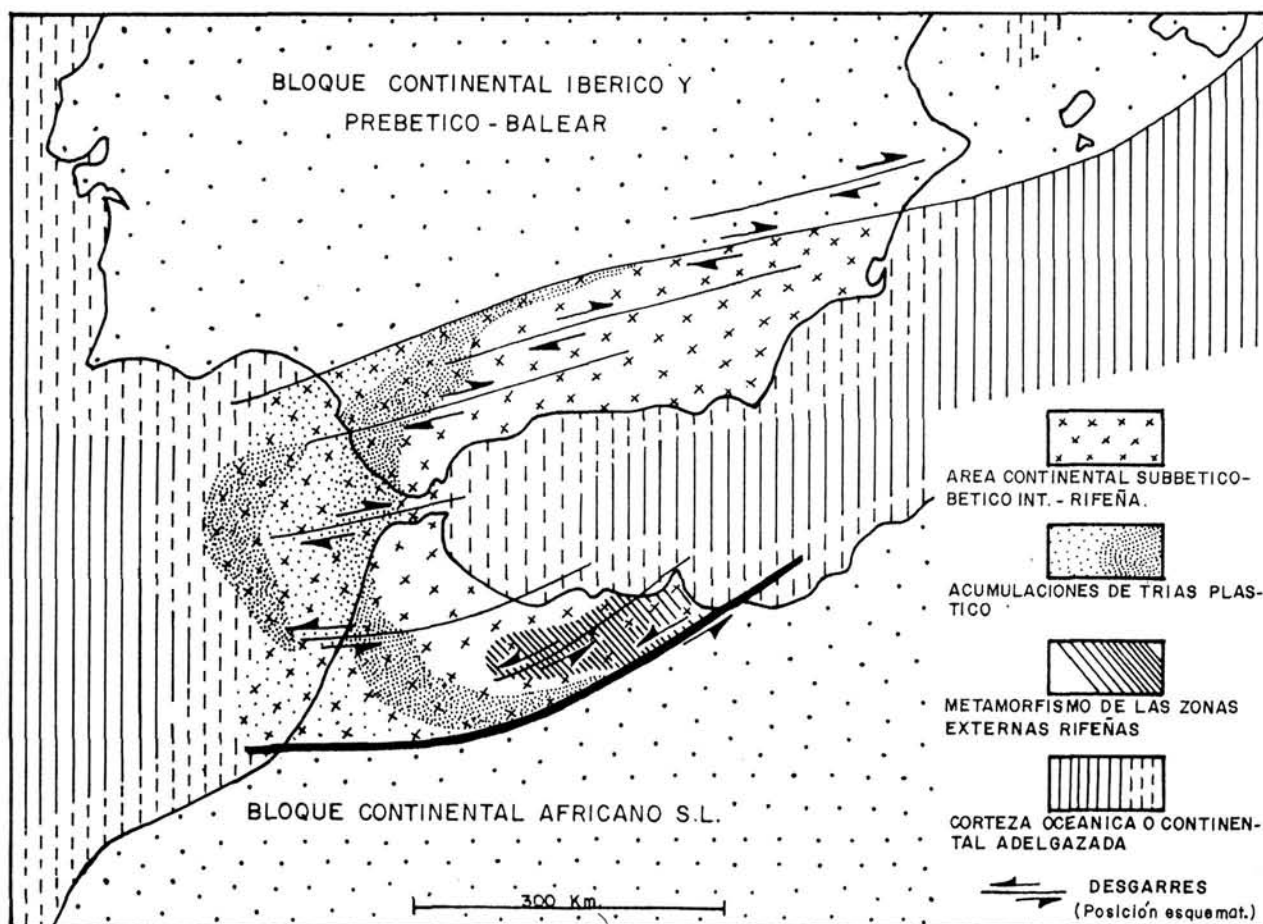 BLOQUE CONTINENTAL IBERICO Y
PREBETICO - BALEAR
BLOQUE CONTINENTAL AFRICANO S.L.
300 Km.
AREA CONTINENTAL SUBBETICO-
BETICO INT. - RIFEÑA.
ACUMULACIONES DE TRIAS PLAS-
TICO
METAMORFISMO DE LAS ZONAS
EXTERNAS RIFEÑAS
CORTEZA OCEANICA O CONTINEN-
TAL ADELGAZADA
DESGARRES
(Posición esquemat.)